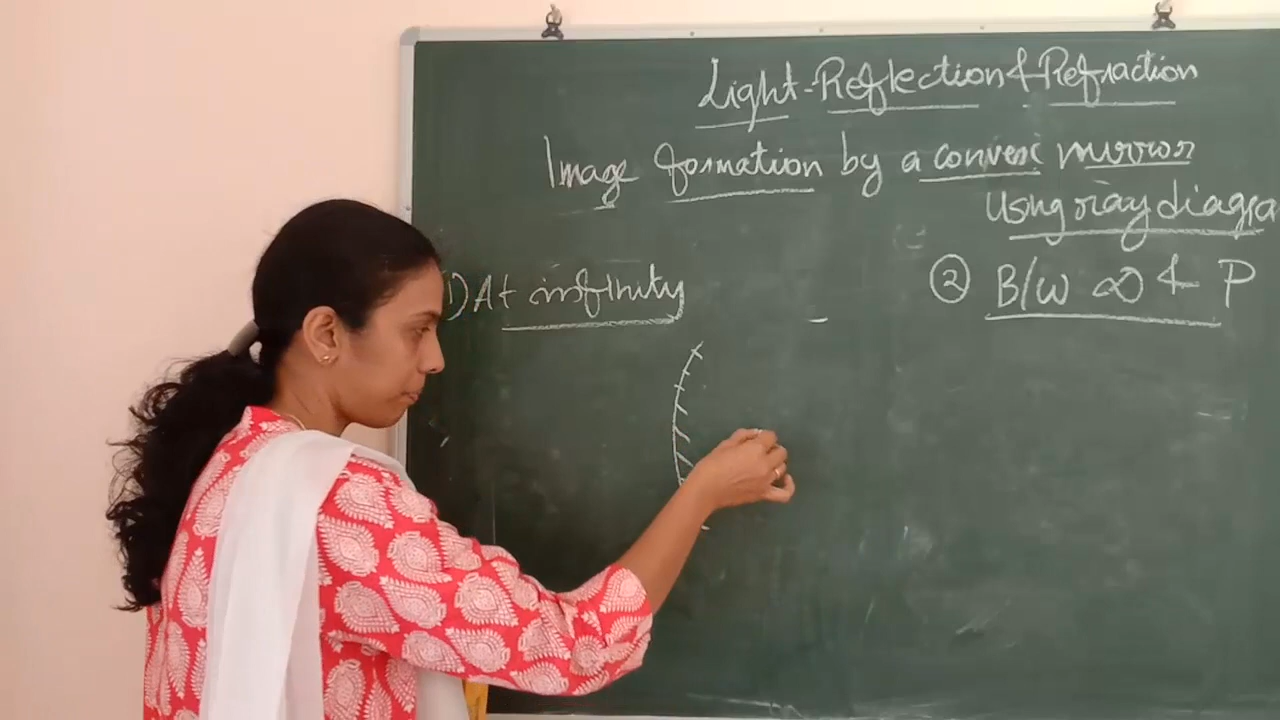 Light-Reflection & Refraction
Image formation by a convex mirror
Using ray diagra
1) At infinity
② B/w ∞ & P